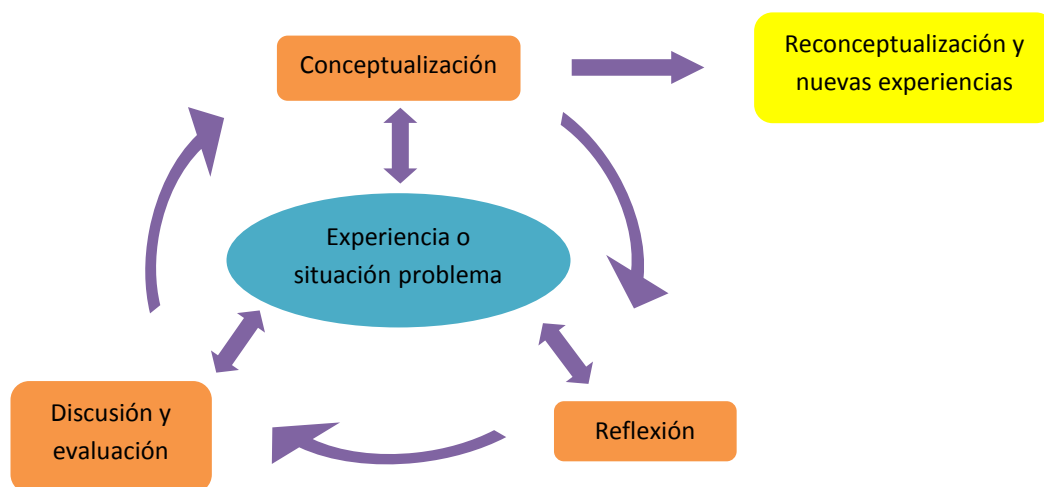 Conceptualización
Reconceptualización y
nuevas experiencias
Experiencia o
situación problema
Discusión y
evaluación
Reflexión